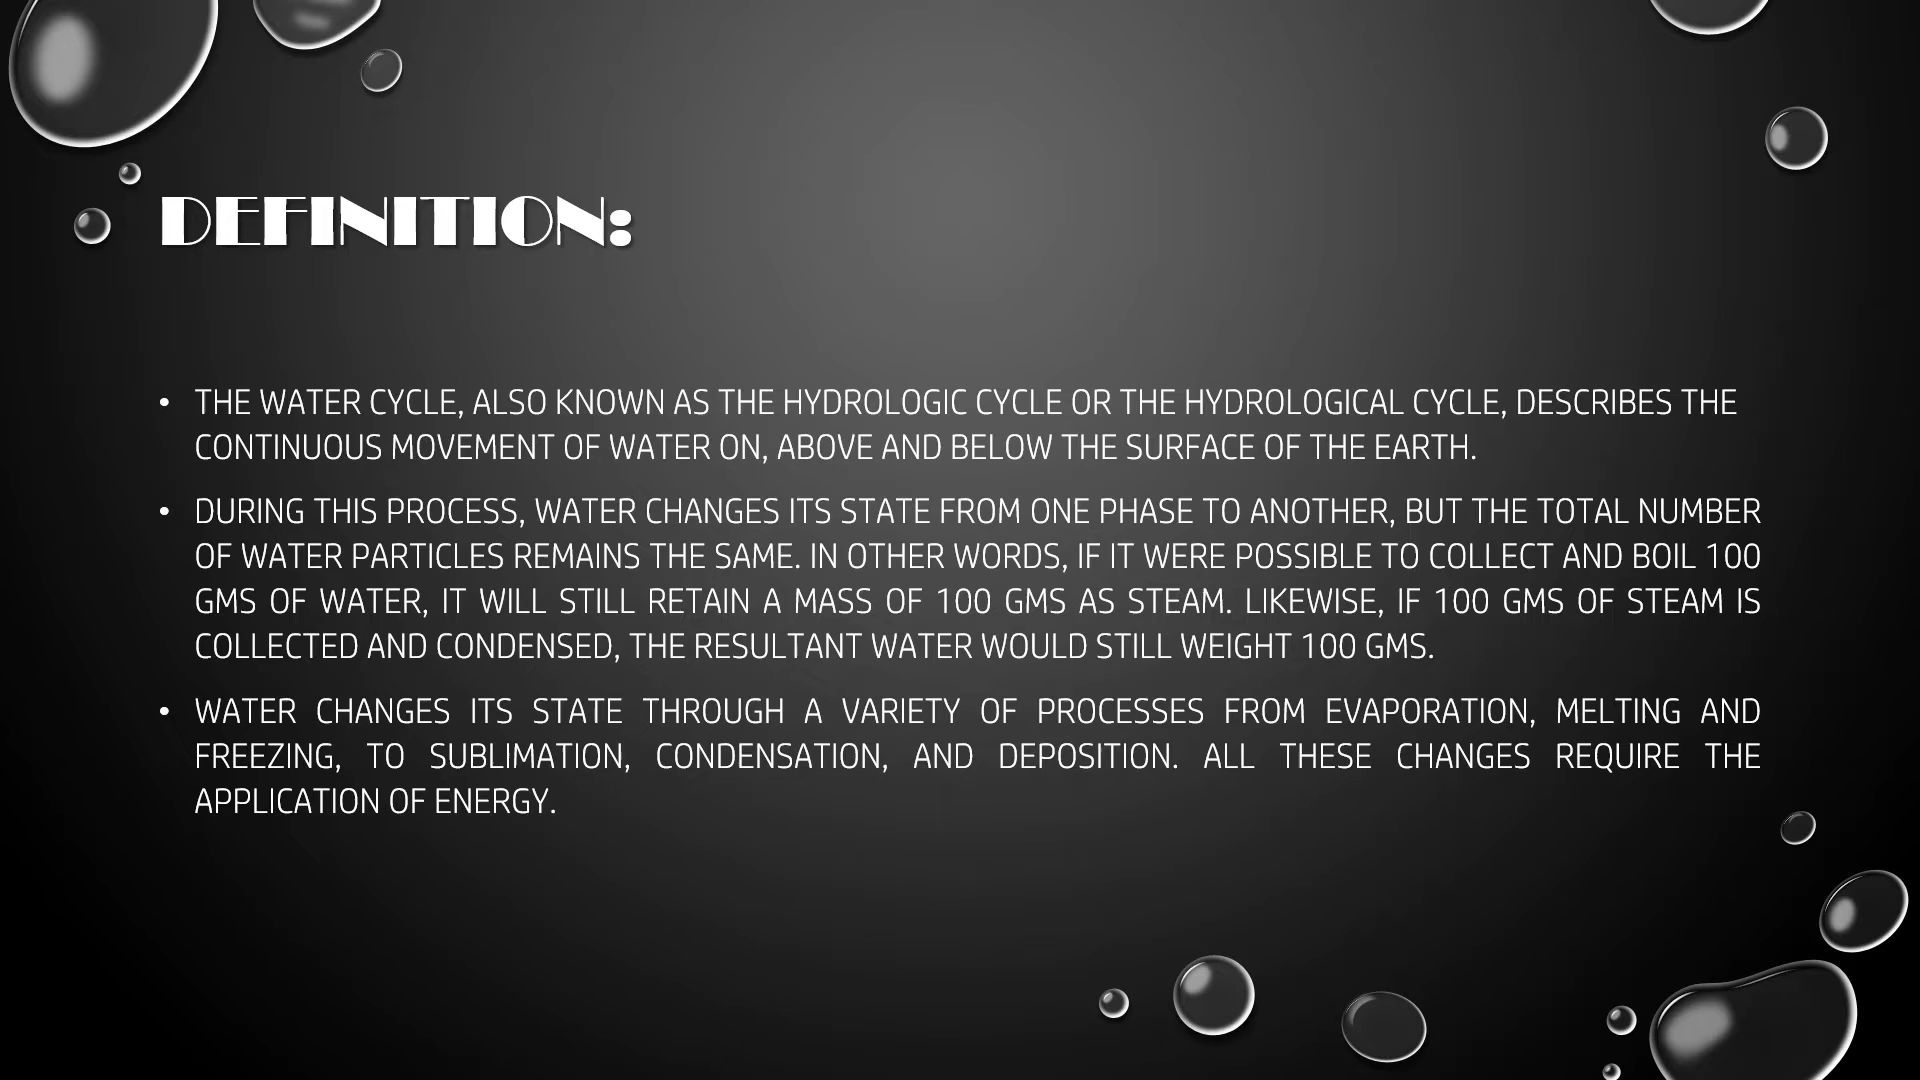 DEFINITION:
• THE WATER CYCLE, ALSO KNOWN AS THE HYDROLOGIC CYCLE OR THE HYDROLOGICAL CYCLE, DESCRIBES THE
CONTINUOUS MOVEMENT OF WATER ON, ABOVE AND BELOW THE SURFACE OF THE EARTH.
• DURING THIS PROCESS, WATER CHANGES ITS STATE FROM ONE PHASE TO ANOTHER, BUT THE TOTAL NUMBER
OF WATER PARTICLES REMAINS THE SAME. IN OTHER WORDS, IF IT WERE POSSIBLE TO COLLECT AND BOIL 100
GMS OF WATER, IT WILL STILL RETAIN A MASS OF 100 GMS AS STEAM. LIKEWISE, IF 100 GMS OF STEAM IS
COLLECTED AND CONDENSED, THE RESULTANT WATER WOULD STILL WEIGHT 100 GMS.
• WATER CHANGES ITS STATE THROUGH A VARIETY OF PROCESSES FROM EVAPORATION, MELTING AND
FREEZING, TO SUBLIMATION, CONDENSATION, AND DEPOSITION. ALL THESE CHANGES REQUIRE THE
APPLICATION OF ENERGY.